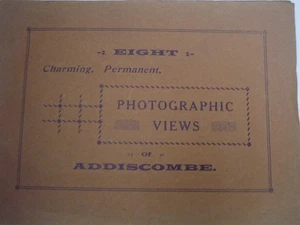 -: EIGHT :-
Charming, Permanent,
PHOTOGRAPHIC
VIEWS
OF
ADDISCOMBE.